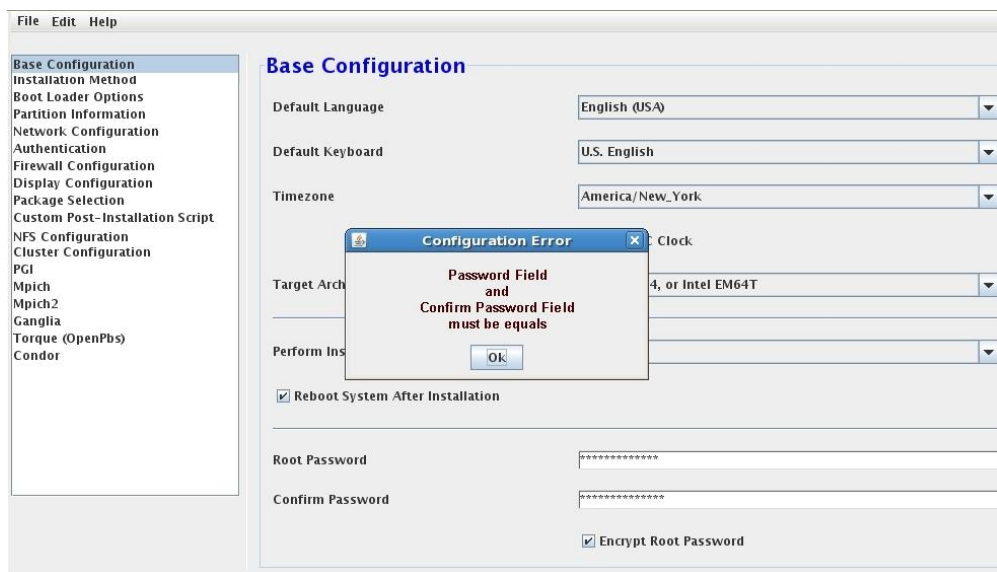 File Edit Help
Base Configuration
Installation Method
Boot Loader Options
Partition Information
Network Configuration
Authentication
Firewall Configuration
Display Configuration
Package Selection
Custom Post-Installation Script
NFS Configuration
Cluster Configuration
PGI
Mpich
Mpich2
Ganglia
Torque (OpenPbs)
Condor
Base Configuration
Default Language English (USA)
Default Keyboard U.S. English
Timezone America/New_York
C Clock
Target Arch 4, or Intel EM64T
Perform Ins
Configuration Error
Password Field
and
Confirm Password Field
must be equals
Ok
Reboot System After Installation
Root Password *************
Confirm Password **************
Encrypt Root Password